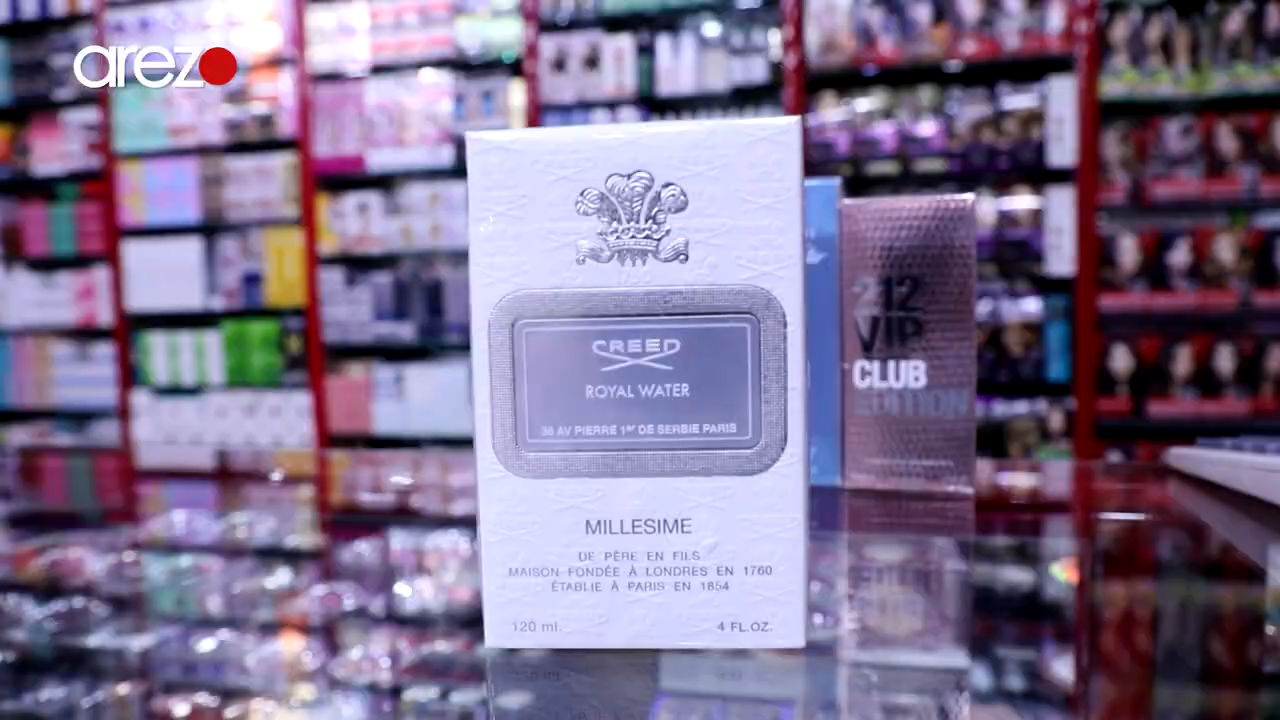 arezo
CREED
ROYAL WATER
38 AV PIERRE 1er DE SERBIE PARIS
MILLESIME
DE PÈRE EN FILS
MAISON FONDÉE À LONDRES EN 1760
ÉTABLIE À PARIS EN 1854
120 ml. 4 FL.OZ.
212
VIP
CLUB
EDITION